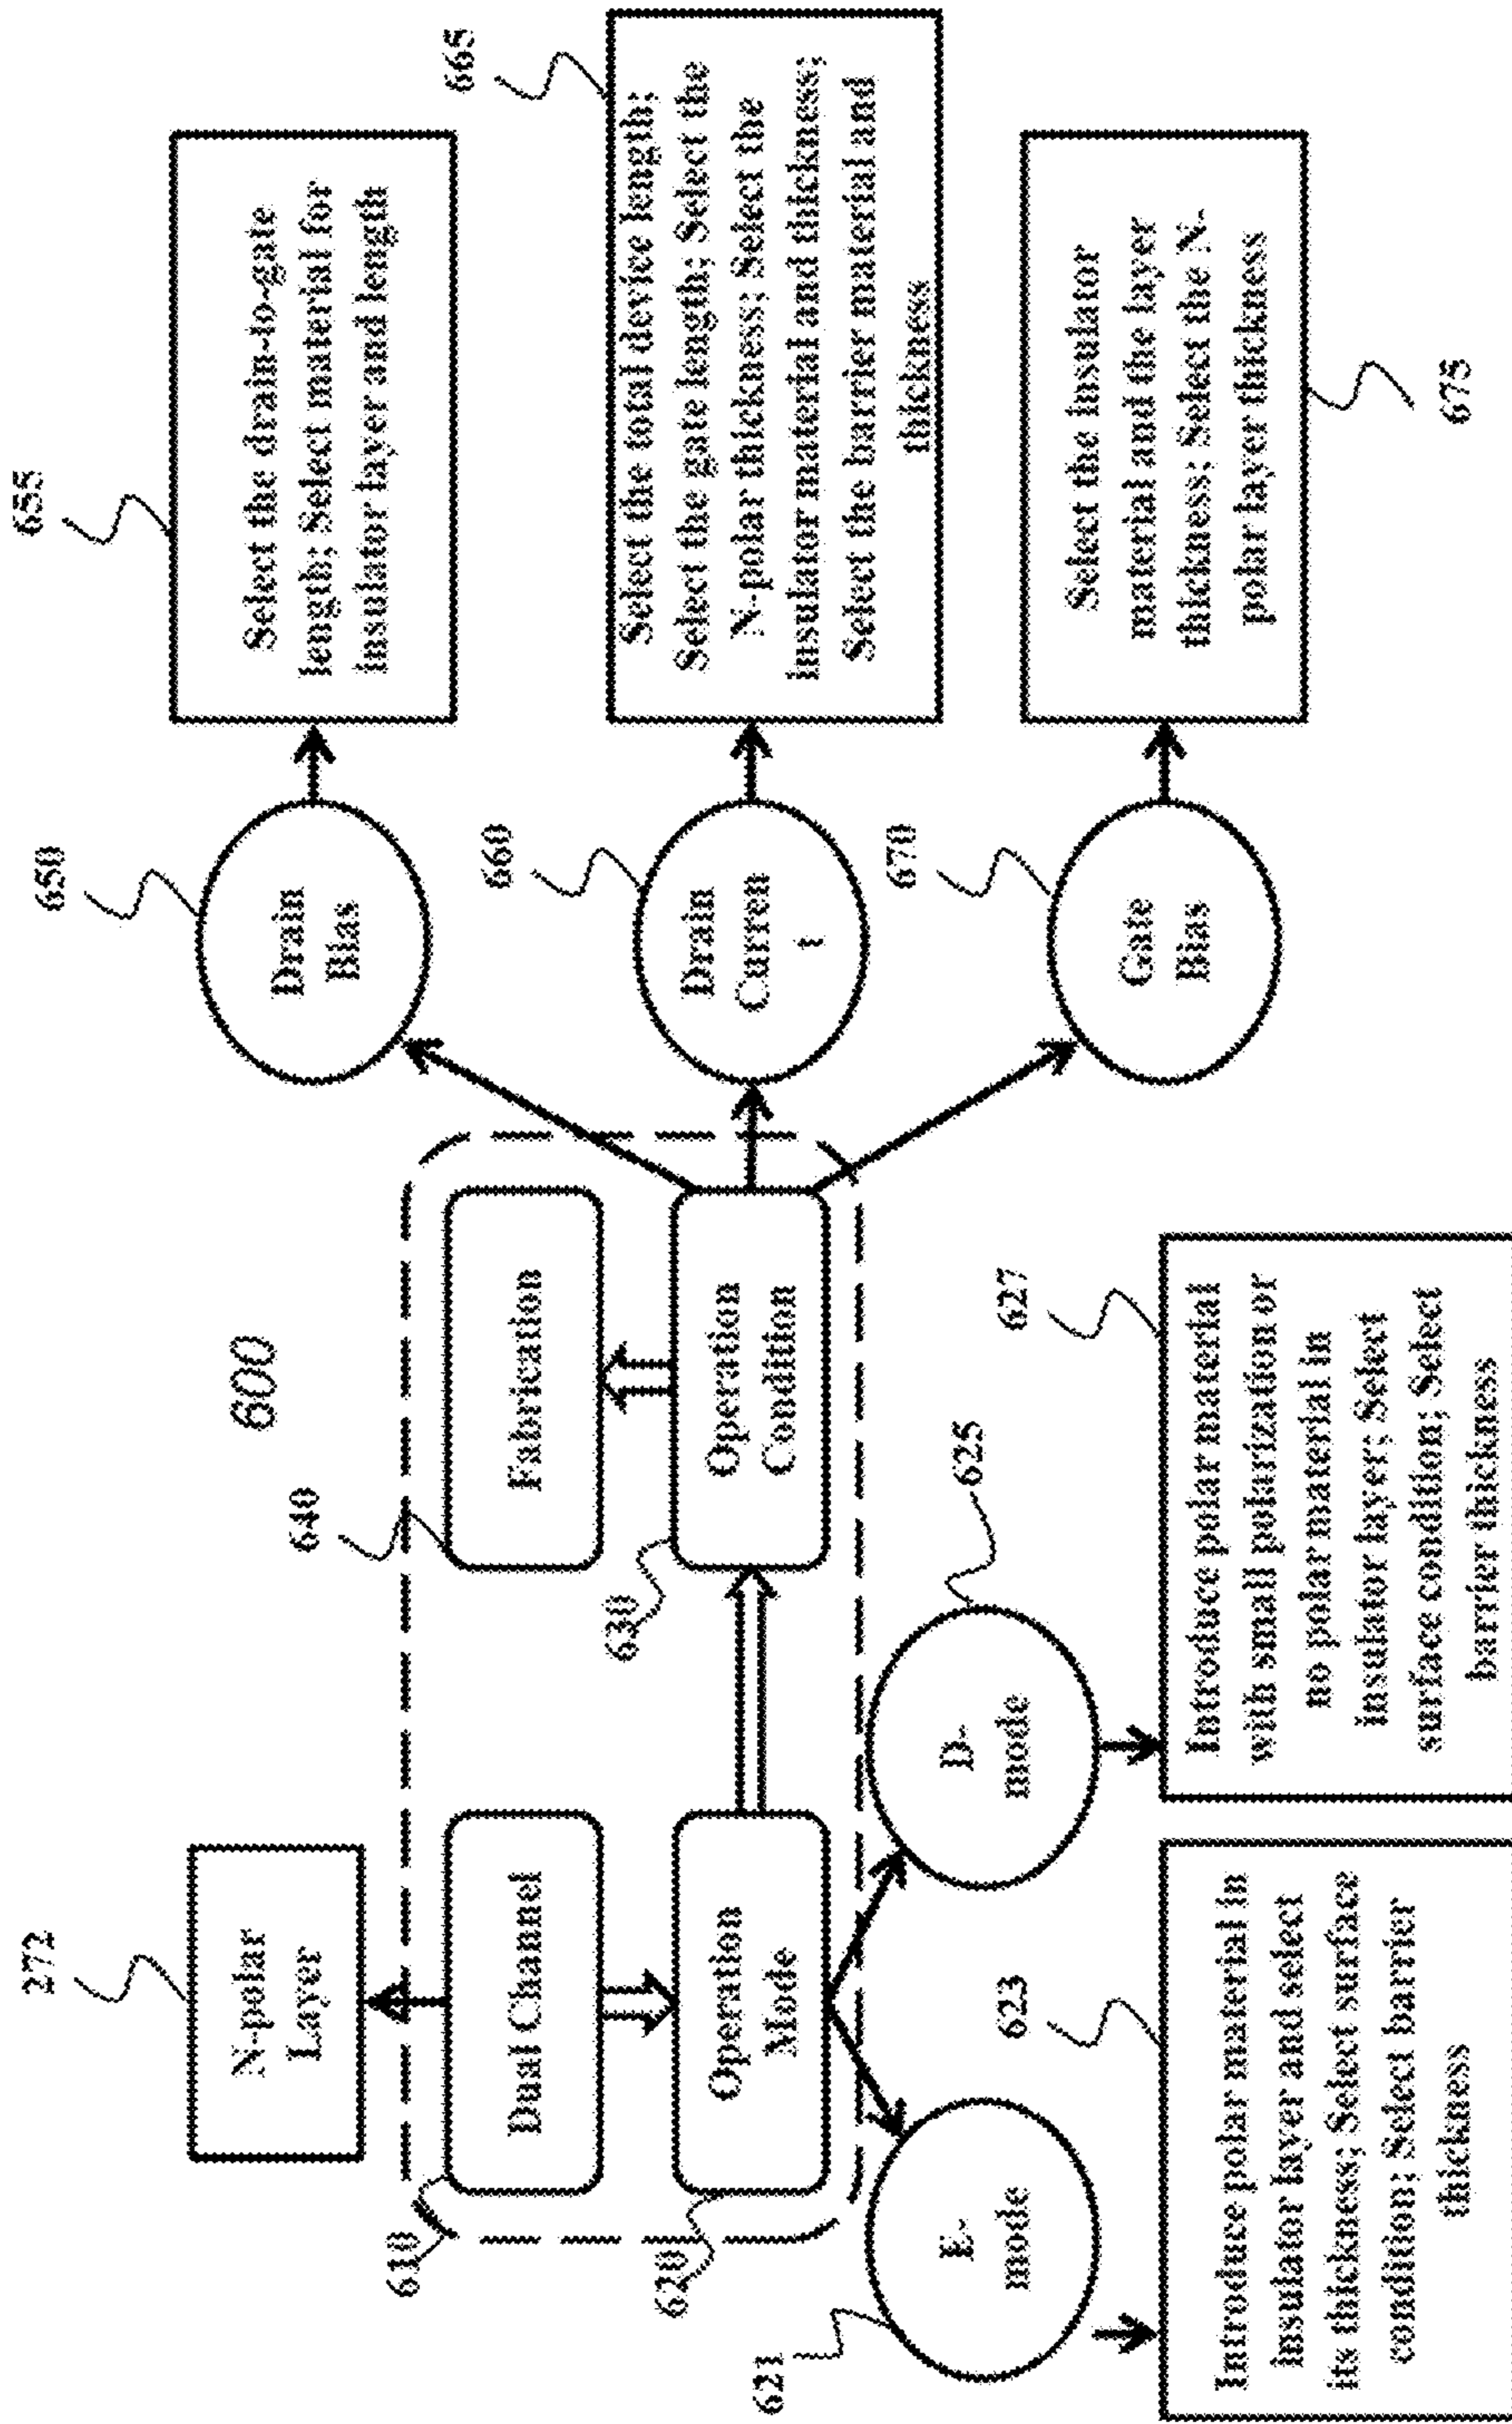 600
272
N-polar
Layer
610
Dual Channel
620
Operation
Mode
621
E-
mode
623
Introduce polar material in
insulator layer and select
its thickness; Select surface
condition; Select barrier
thickness
625
D-
mode
627
Introduce polar material
with small polarization or
no polar material in
insulator layer; Select
surface condition; Select
barrier thickness
640
Fabrication
630
Operation
Condition
650
Drain
Bias
655
Select the drain-to-gate
length; Select material for
insulator layer and length
660
Drain
Curren
t
665
Select the total device length;
Select the gate length; Select the
N-polar thickness; Select the
insulator material and thickness;
Select the barrier material and
thickness
670
Gate
Bias
675
Select the insulator
material and the layer
thickness; Select the N-
polar layer thickness